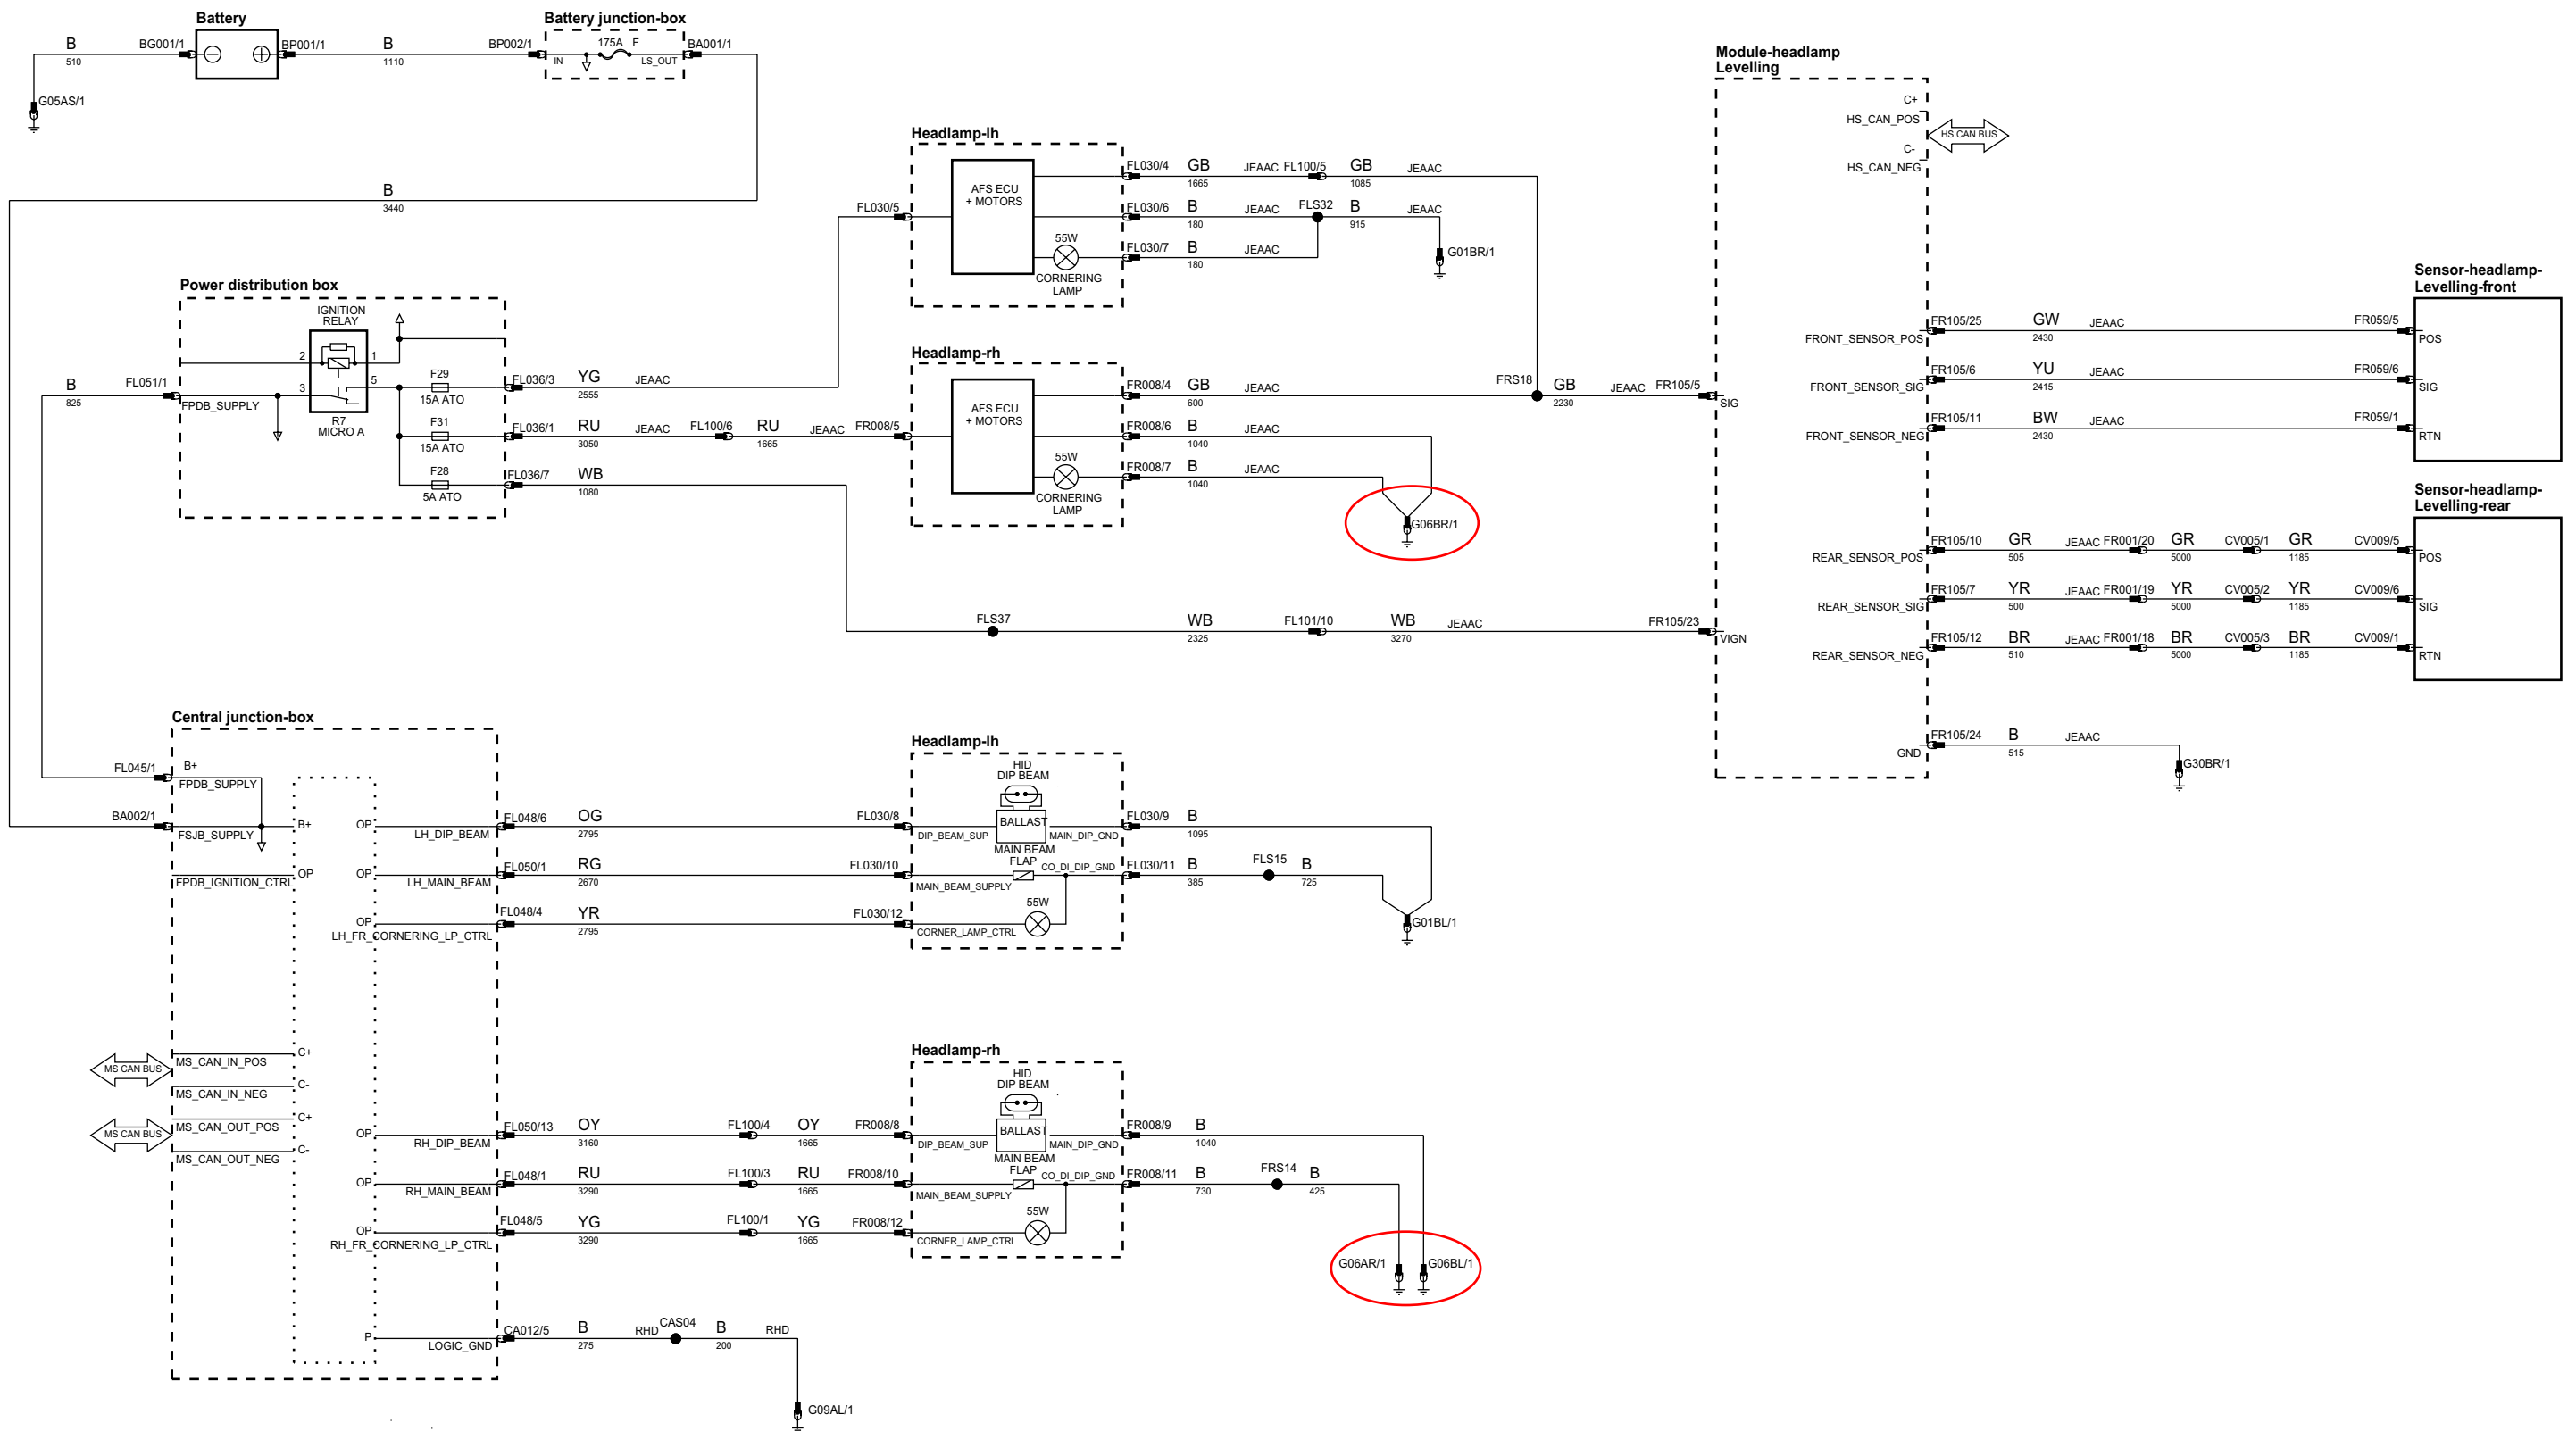 Battery
B
510
BG001/1
BP001/1
B
1110
G05AS/1
Battery junction-box
BP002/1
175A F
IN
LS_OUT
BA001/1
B
3440
Power distribution box
IGNITION
RELAY
2
1
3
5
R7
MICRO A
B
825
FL051/1
FPDB_SUPPLY
F29
15A ATO
F31
15A ATO
F28
5A ATO
FL036/3
YG
2555
JEAAC
FL036/1
RU
3050
JEAAC
FL100/6
RU
1665
JEAAC
FR008/5
FL036/7
WB
1080
Headlamp-lh
FL030/5
AFS ECU
+ MOTORS
55W
CORNERING
LAMP
FL030/4
GB
1665
JEAAC
FL100/5
GB
1085
JEAAC
FL030/6
B
180
JEAAC
FLS32
B
915
JEAAC
FL030/7
B
180
JEAAC
G01BR/1
Headlamp-rh
AFS ECU
+ MOTORS
55W
CORNERING
LAMP
FR008/4
GB
600
JEAAC
FRS18
GB
2230
JEAAC
FR105/5
FR008/6
B
1040
JEAAC
FR008/7
B
1040
JEAAC
G06BR/1
FLS37
WB
2325
FL101/10
WB
3270
JEAAC
FR105/23
Module-headlamp
Levelling
C+
HS_CAN_POS
HS CAN BUS
C-
HS_CAN_NEG
SIG
VIGN
FRONT_SENSOR_POS
FR105/25
GW
2430
JEAAC
FR059/5
FRONT_SENSOR_SIG
FR105/6
YU
2415
FR059/6
FRONT_SENSOR_NEG
FR105/11
BW
2430
JEAAC
FR059/1
Sensor-headlamp-
Levelling-front
POS
SIG
RTN
REAR_SENSOR_POS
FR105/10
GR
505
JEAAC
FR001/20
GR
5000
CV005/1
GR
1185
CV009/5
REAR_SENSOR_SIG
FR105/7
YR
500
JEAAC
FR001/19
YR
5000
CV005/2
YR
1185
CV009/6
REAR_SENSOR_NEG
FR105/12
BR
510
JEAAC
FR001/18
BR
5000
CV005/3
BR
1185
CV009/1
Sensor-headlamp-
Levelling-rear
POS
SIG
RTN
GND
FR105/24
B
515
JEAAC
G30BR/1
Central junction-box
FL045/1
B+
FPDB_SUPPLY
BA002/1
FSJB_SUPPLY
B+
FPDB_IGNITION_CTRL
OP
OP
LH_DIP_BEAM
FL048/6
OG
2795
FL030/8
OP
LH_MAIN_BEAM
FL050/1
RG
2670
FL030/10
OP
LH_FR_CORNERING_LP_CTRL
FL048/4
YR
2795
FL030/12
Headlamp-lh
HID
DIP BEAM
BALLAST
DIP_BEAM_SUP
MAIN_DIP_GND
MAIN BEAM
FLAP
CO_DI_DIP_GND
MAIN_BEAM_SUPPLY
55W
CORNER_LAMP_CTRL
FL030/9
B
1095
FL030/11
B
385
FLS15
B
725
G01BL/1
MS CAN BUS
MS_CAN_IN_POS
C+
MS_CAN_IN_NEG
C-
MS CAN BUS
MS_CAN_OUT_POS
C+
MS_CAN_OUT_NEG
C-
OP
RH_DIP_BEAM
FL050/13
OY
3160
FL100/4
OY
1665
FR008/8
OP
RH_MAIN_BEAM
FL048/1
RU
3290
FL100/3
RU
1665
FR008/10
OP
RH_FR_CORNERING_LP_CTRL
FL048/5
YG
3290
FL100/1
YG
1665
FR008/12
Headlamp-rh
HID
DIP BEAM
BALLAST
DIP_BEAM_SUP
MAIN_DIP_GND
MAIN BEAM
FLAP
CO_DI_DIP_GND
MAIN_BEAM_SUPPLY
55W
CORNER_LAMP_CTRL
FR008/9
B
1040
FR008/11
B
730
FRS14
B
425
G06AR/1
G06BL/1
P
LOGIC_GND
CA012/5
B
275
RHD
CAS04
B
200
RHD
G09AL/1